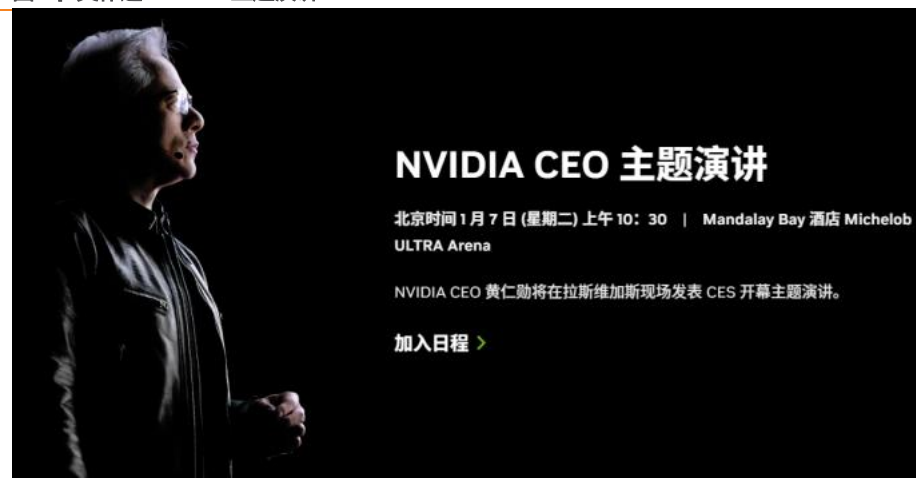 NVIDIA CEO 主题演讲
北京时间 1 月 7 日 (星期二) 上午 10：30 | Mandalay Bay 酒店 Michelob
ULTRA Arena
NVIDIA CEO 黄仁勋将在拉斯维加斯现场发表 CES 开幕主题演讲。
加入日程 >